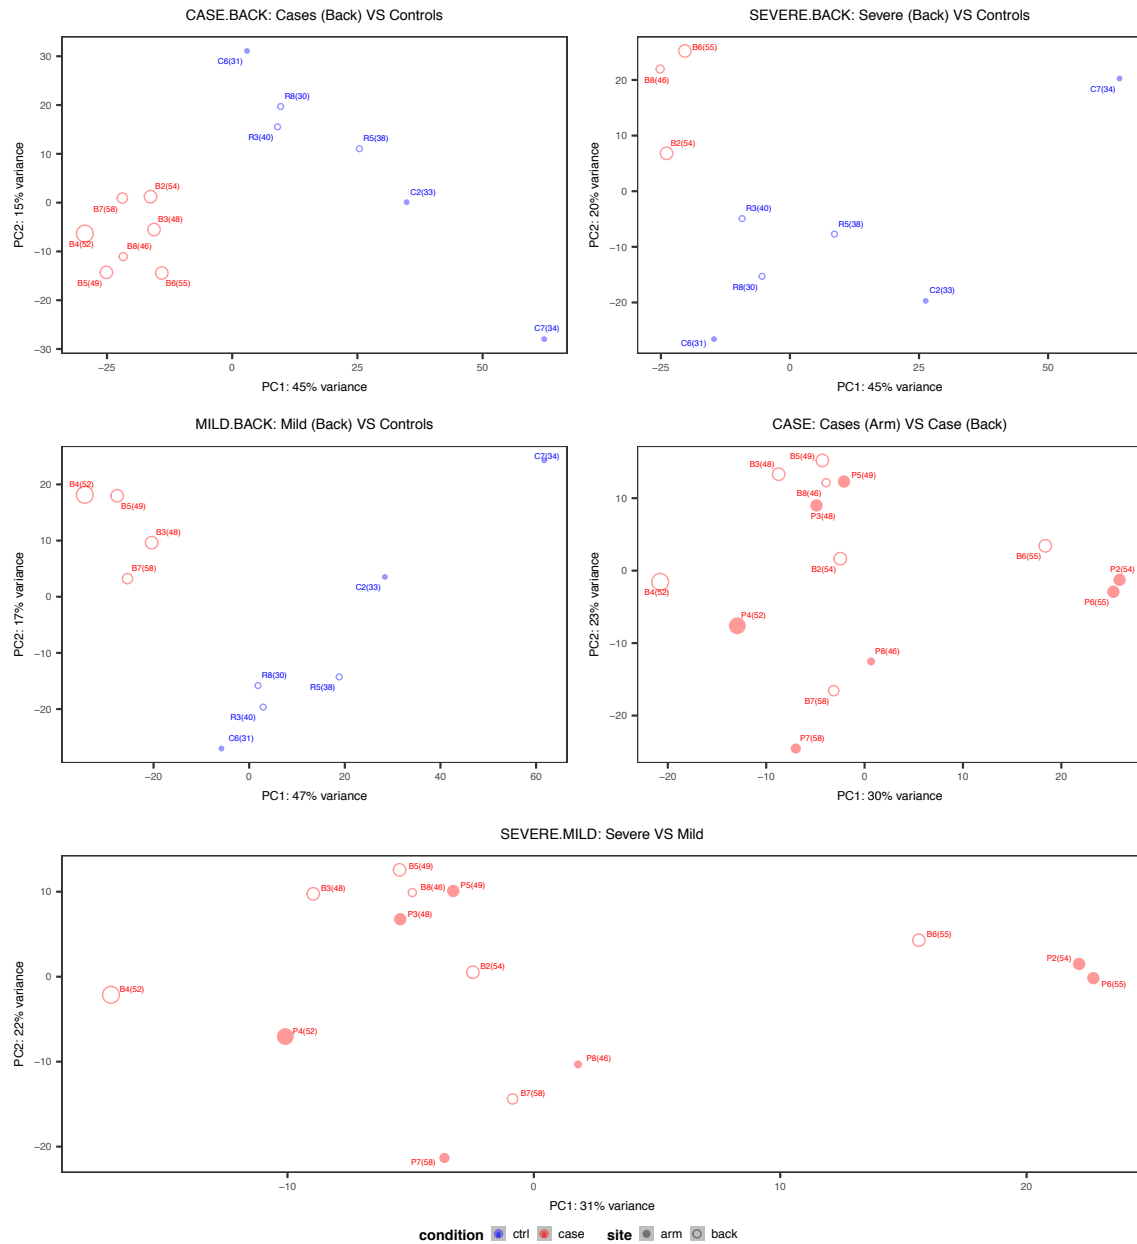 CASE.BACK: Cases (Back) VS Controls
PC2: 15% variance
30
20
10
0
−10
−20
−30
C6(31)
R8(30)
R3(40)
R5(38)
C2(33)
B2(54)
B7(58)
B3(48)
B4(52)
B8(46)
B5(49)
B6(55)
C7(34)
−25
0
25
50
PC1: 45% variance
SEVERE.BACK: Severe (Back) VS Controls
PC2: 20% variance
20
10
0
−10
−20
B6(55)
B8(46)
C7(34)
B2(54)
R3(40)
R5(38)
R8(30)
C2(33)
C6(31)
−25
0
25
50
PC1: 45% variance
MILD.BACK: Mild (Back) VS Controls
PC2: 17% variance
20
10
0
−10
−20
C7(34)
B4(52)
B5(49)
B3(48)
B7(58)
C2(33)
R8(30)
R5(38)
R3(40)
C6(31)
−20
0
20
40
60
PC1: 47% variance
CASE: Cases (Arm) VS Case (Back)
PC2: 23% variance
10
0
−10
−20
B5(49)
B3(48)
P5(49)
B8(46)
P3(48)
B6(55)
B2(54)
P2(54)
B4(52)
P6(55)
P4(52)
P8(46)
B7(58)
P7(58)
−20
−10
0
10
20
PC1: 30% variance
SEVERE.MILD: Severe VS Mild
PC2: 22% variance
10
0
−10
−20
B5(49)
B3(48)
B8(46)
P5(49)
P3(48)
B6(55)
B2(54)
P2(54)
P6(55)
B4(52)
P4(52)
P8(46)
B7(58)
P7(58)
−10
0
10
20
PC1: 31% variance
condition a ctrl a case site arm back